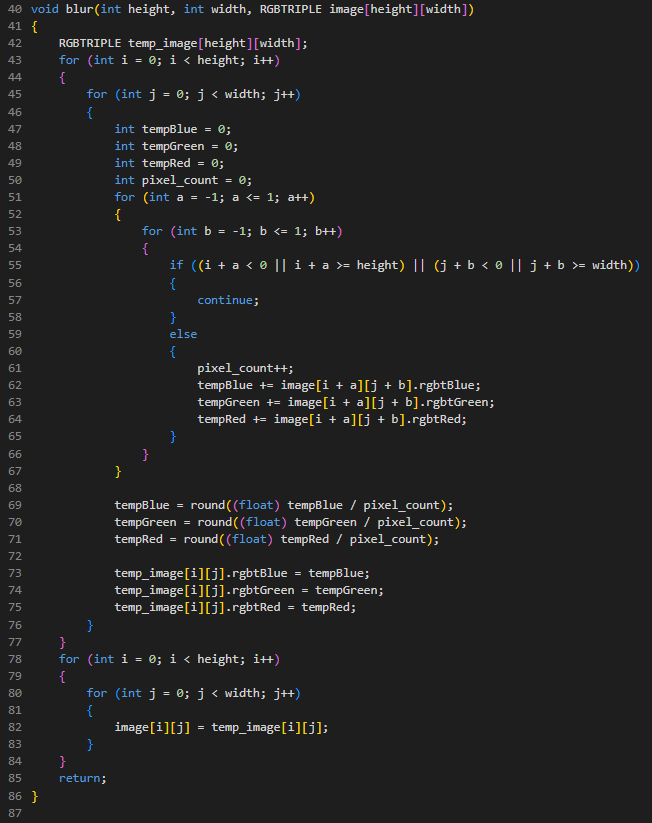 40 void blur(int height, int width, RGBTRIPLE image[height][width])
41 {
42     RGBTRIPLE temp_image[height][width];
43     for (int i = 0; i < height; i++)
44     {
45         for (int j = 0; j < width; j++)
46         {
47             int tempBlue = 0;
48             int tempGreen = 0;
49             int tempRed = 0;
50             int pixel_count = 0;
51             for (int a = -1; a <= 1; a++)
52             {
53                 for (int b = -1; b <= 1; b++)
54                 {
55                     if ((i + a < 0 || i + a >= height) || (j + b < 0 || j + b >= width))
56                     {
57                         continue;
58                     }
59                     else
60                     {
61                         pixel_count++;
62                         tempBlue += image[i + a][j + b].rgbtBlue;
63                         tempGreen += image[i + a][j + b].rgbtGreen;
64                         tempRed += image[i + a][j + b].rgbtRed;
65                     }
66                 }
67             }
68
69             tempBlue = round((float) tempBlue / pixel_count);
70             tempGreen = round((float) tempGreen / pixel_count);
71             tempRed = round((float) tempRed / pixel_count);
72
73             temp_image[i][j].rgbtBlue = tempBlue;
74             temp_image[i][j].rgbtGreen = tempGreen;
75             temp_image[i][j].rgbtRed = tempRed;
76         }
77     }
78     for (int i = 0; i < height; i++)
79     {
80         for (int j = 0; j < width; j++)
81         {
82             image[i][j] = temp_image[i][j];
83         }
84     }
85     return;
86 }
87